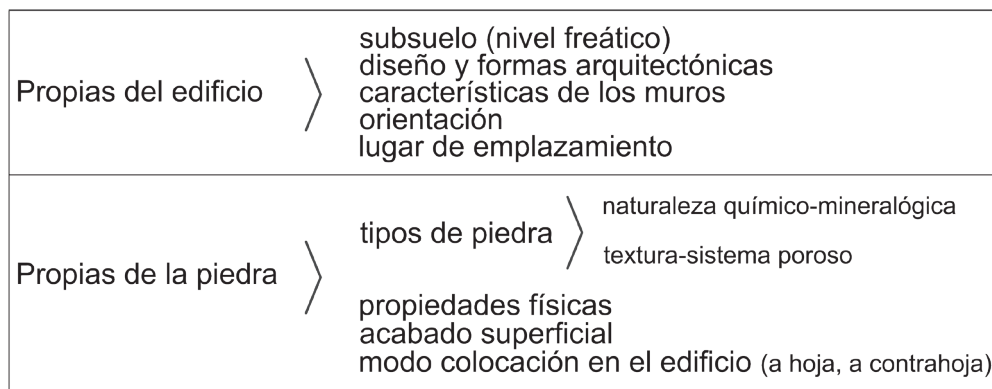 Propias del edificio
subsuelo (nivel freático)
diseño y formas arquitectónicas
características de los muros
orientación
lugar de emplazamiento
Propias de la piedra
tipos de piedra
naturaleza químico-mineralógica
textura-sistema poroso
propiedades físicas
acabado superficial
modo colocación en el edificio (a hoja, a contrahoja)